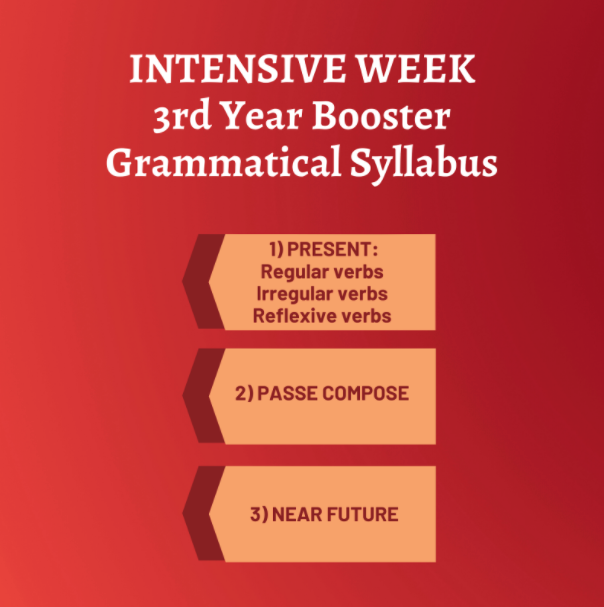 INTENSIVE WEEK
3rd Year Booster
Grammatical Syllabus
1) PRESENT:
Regular verbs
Irregular verbs
Reflexive verbs
2) PASSE COMPOSE
3) NEAR FUTURE